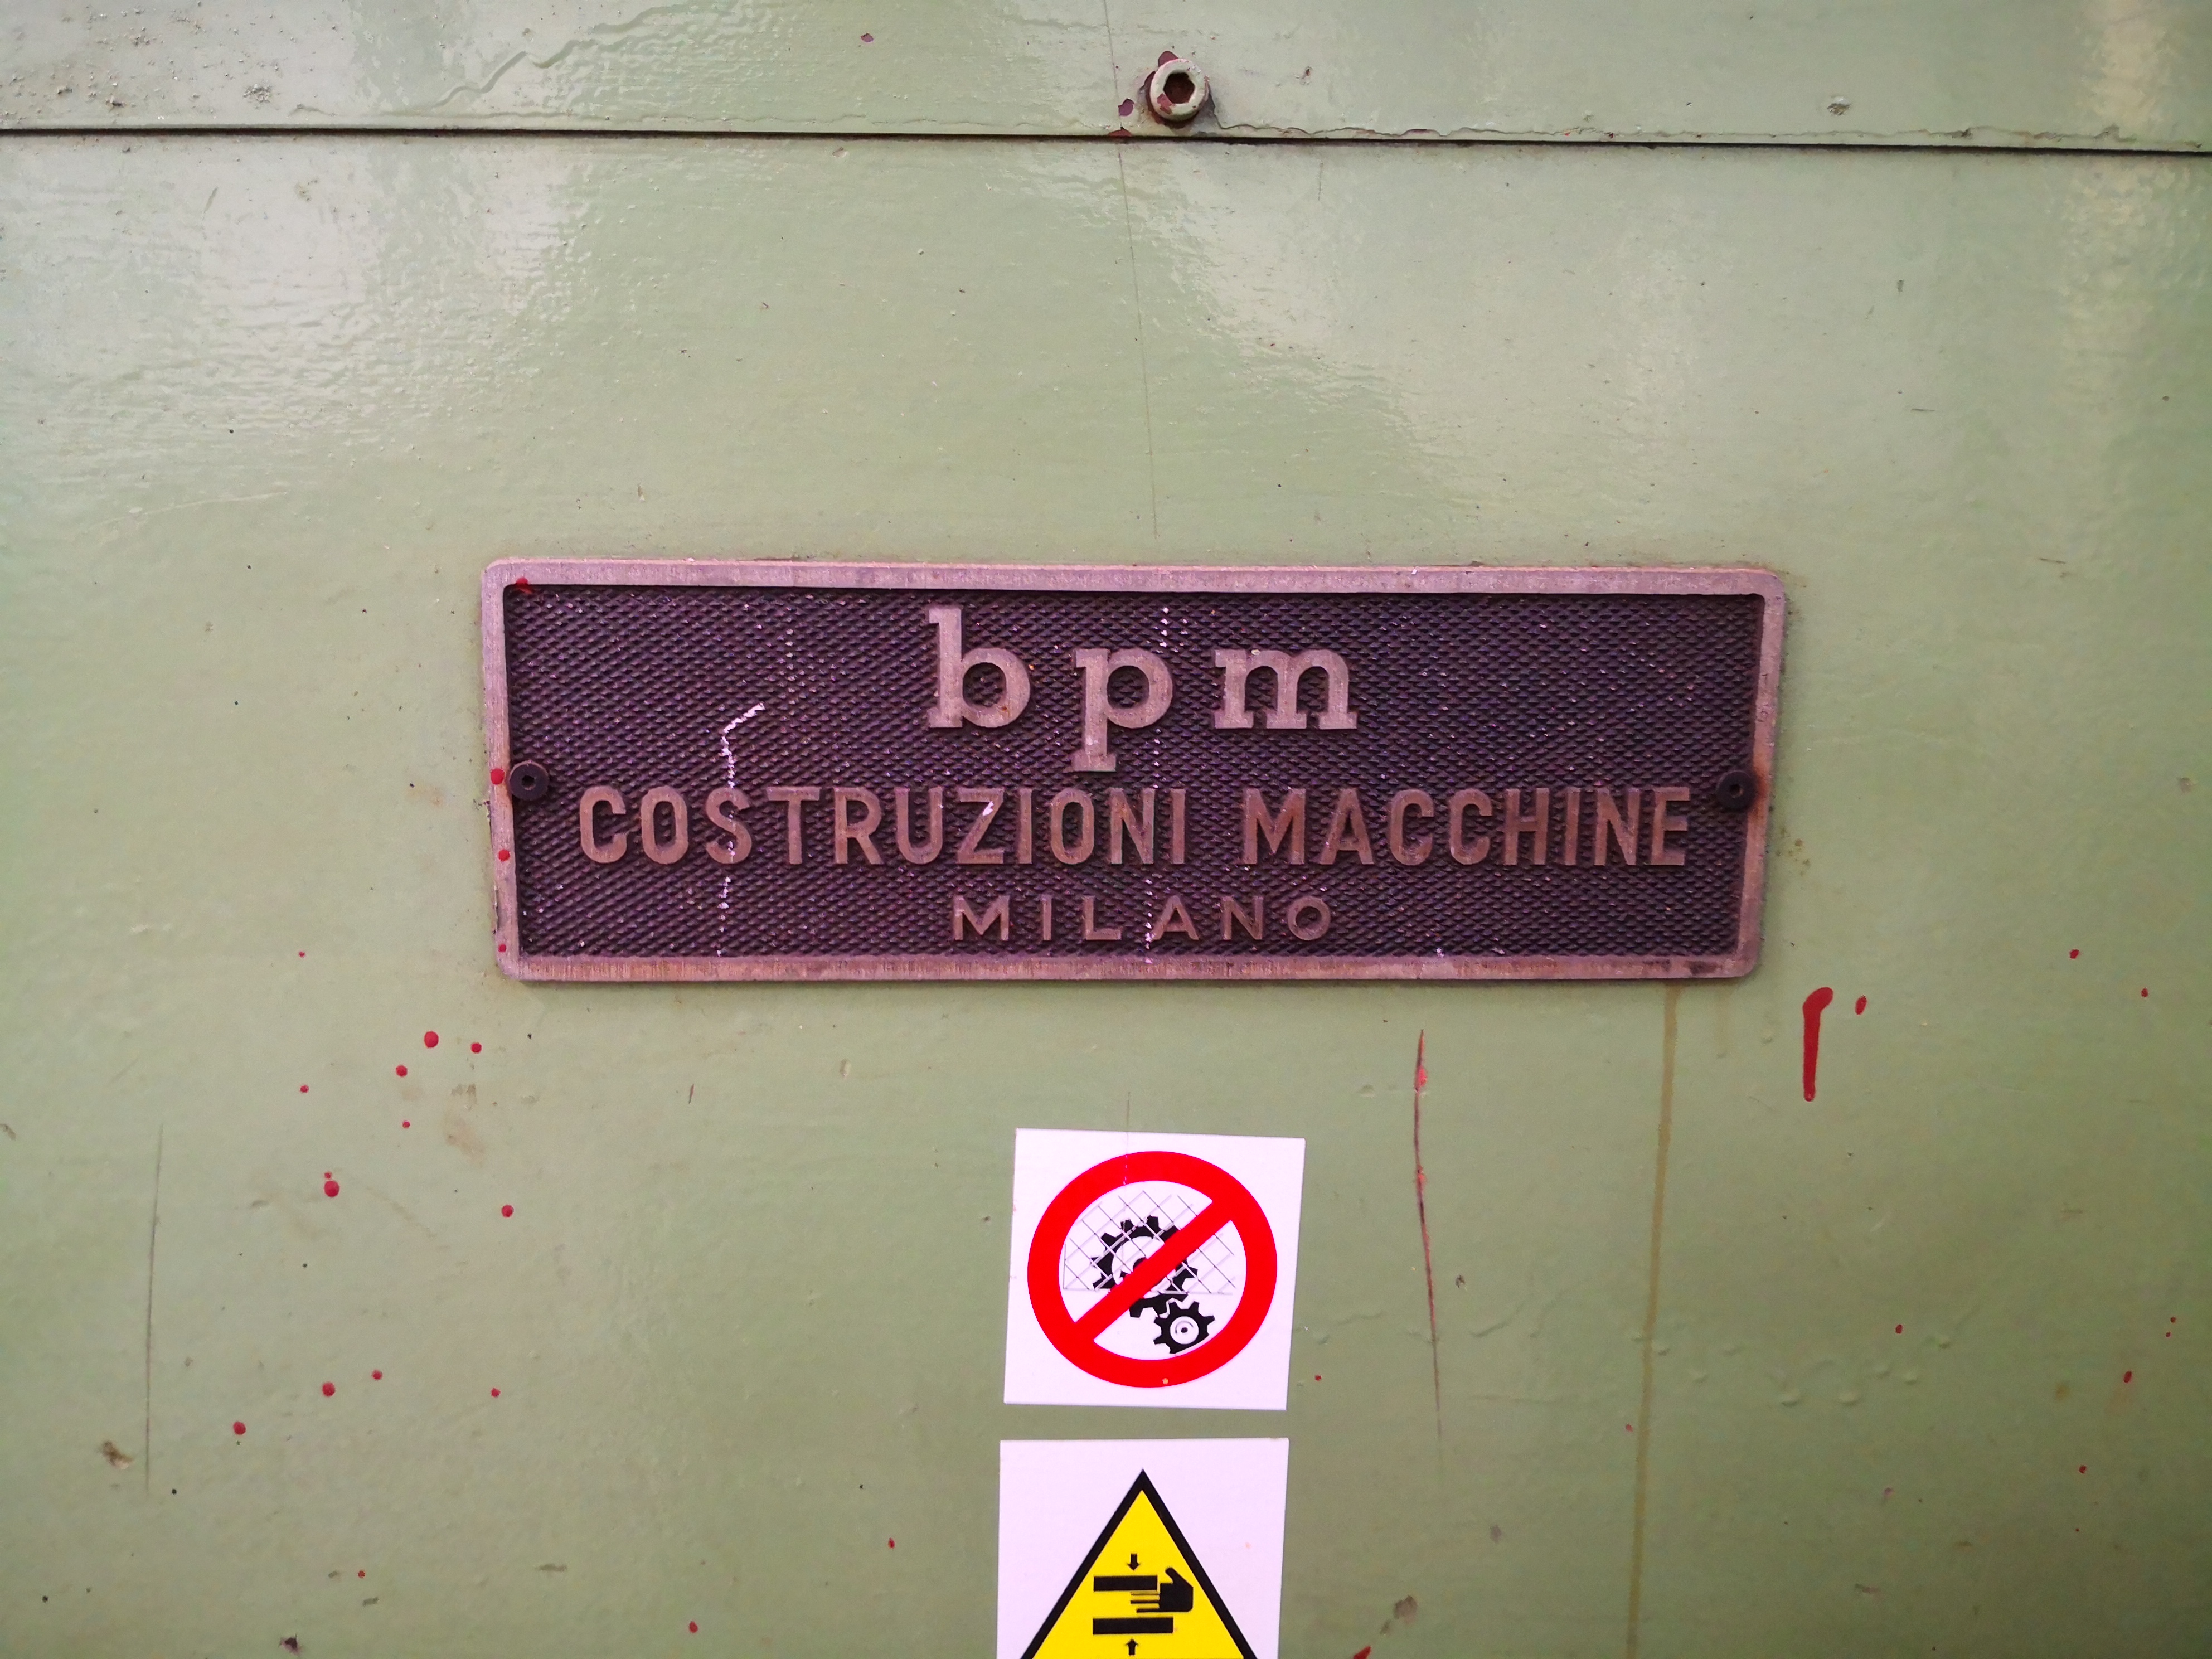 bpm
COSTRUZIONI MACCHINE
MILANO